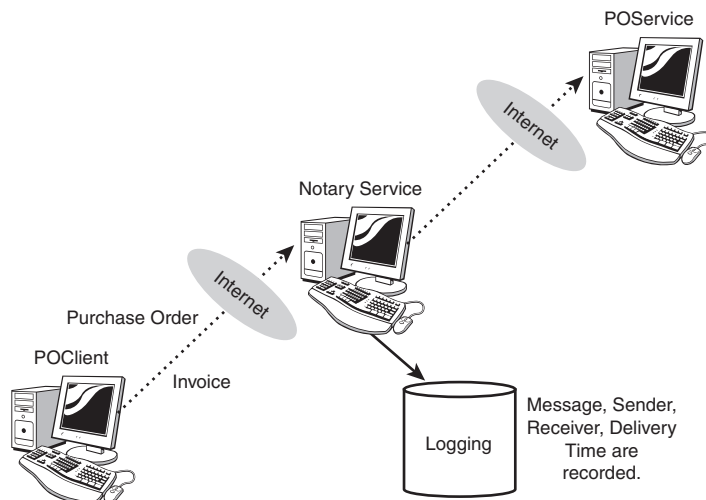 POService
Internet
Notary Service
Internet
Purchase Order
POClient
Invoice
Logging
Message, Sender,
Receiver, Delivery
Time are
recorded.